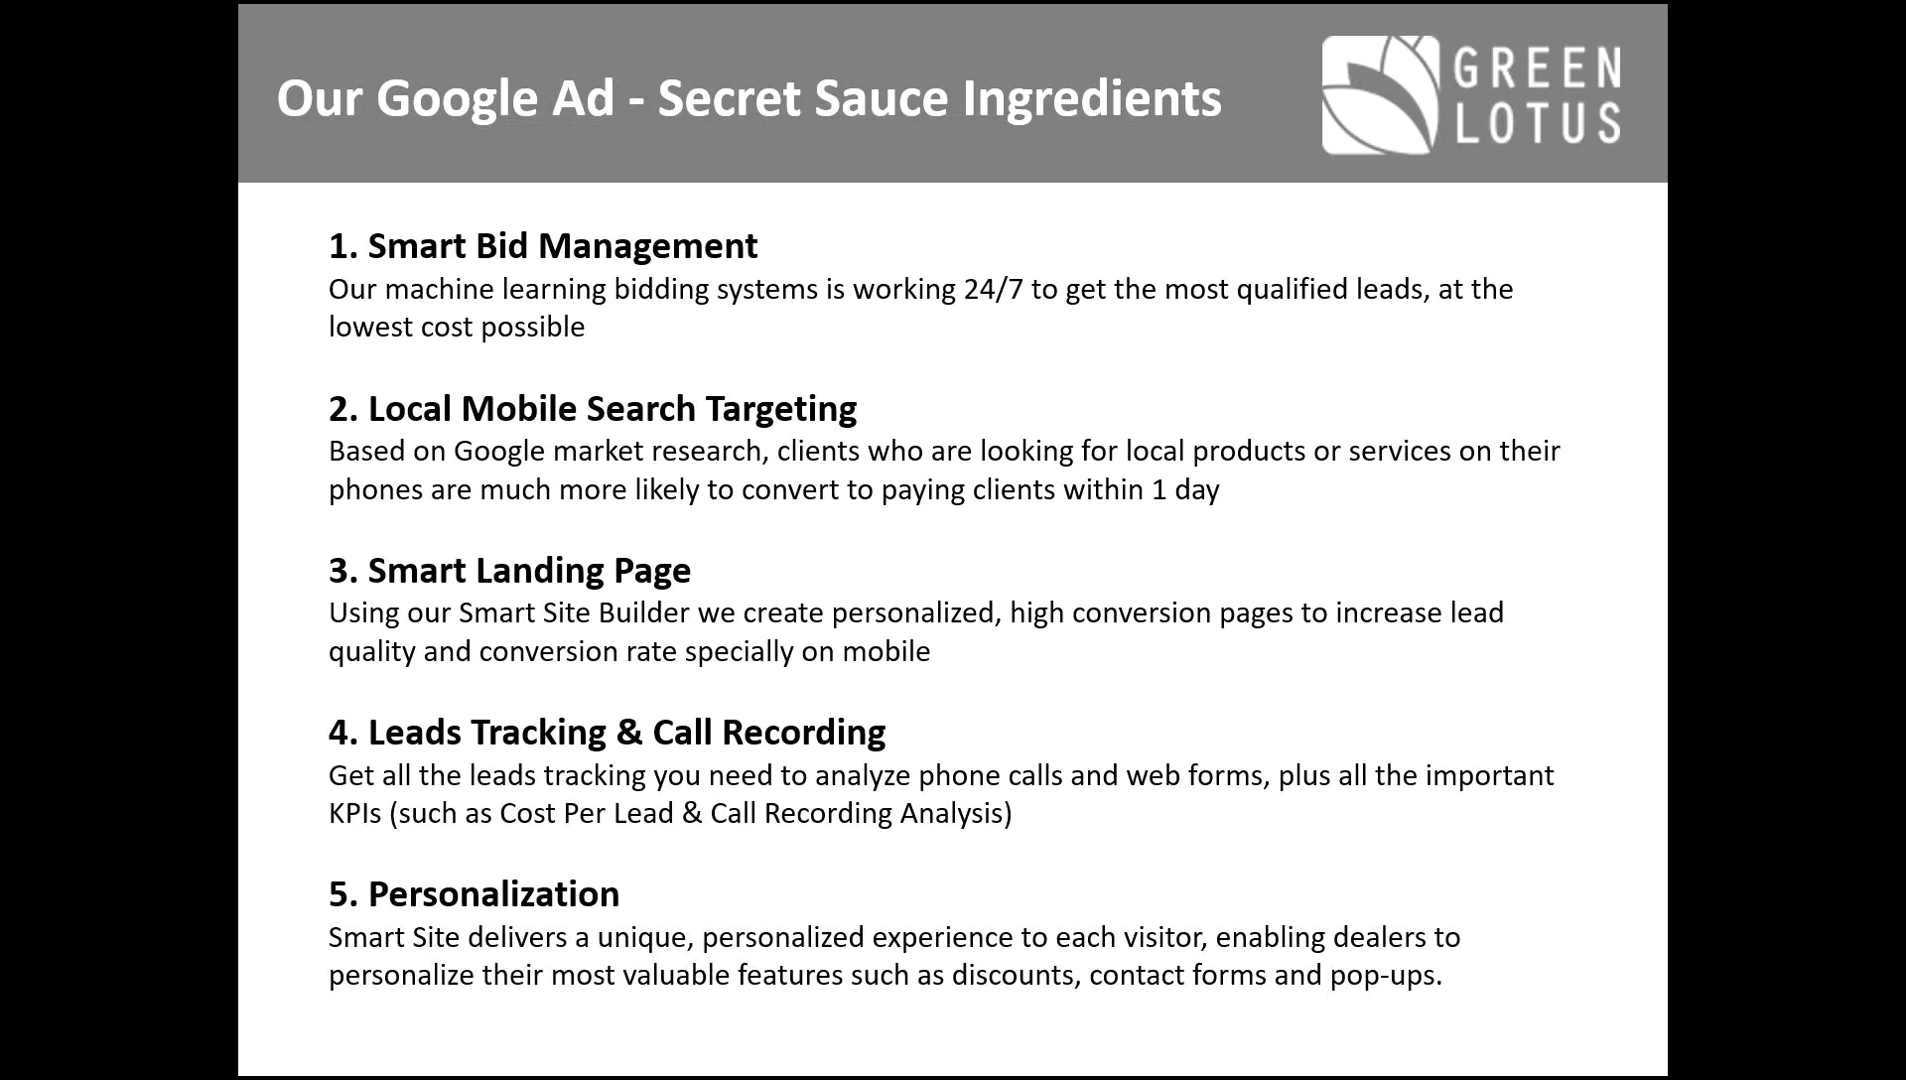 Our Google Ad - Secret Sauce Ingredients
GREEN
LOTUS
1. Smart Bid Management
Our machine learning bidding systems is working 24/7 to get the most qualified leads, at the
lowest cost possible
2. Local Mobile Search Targeting
Based on Google market research, clients who are looking for local products or services on their
phones are much more likely to convert to paying clients within 1 day
3. Smart Landing Page
Using our Smart Site Builder we create personalized, high conversion pages to increase lead
quality and conversion rate specially on mobile
4. Leads Tracking & Call Recording
Get all the leads tracking you need to analyze phone calls and web forms, plus all the important
KPIs (such as Cost Per Lead & Call Recording Analysis)
5. Personalization
Smart Site delivers a unique, personalized experience to each visitor, enabling dealers to
personalize their most valuable features such as discounts, contact forms and pop-ups.